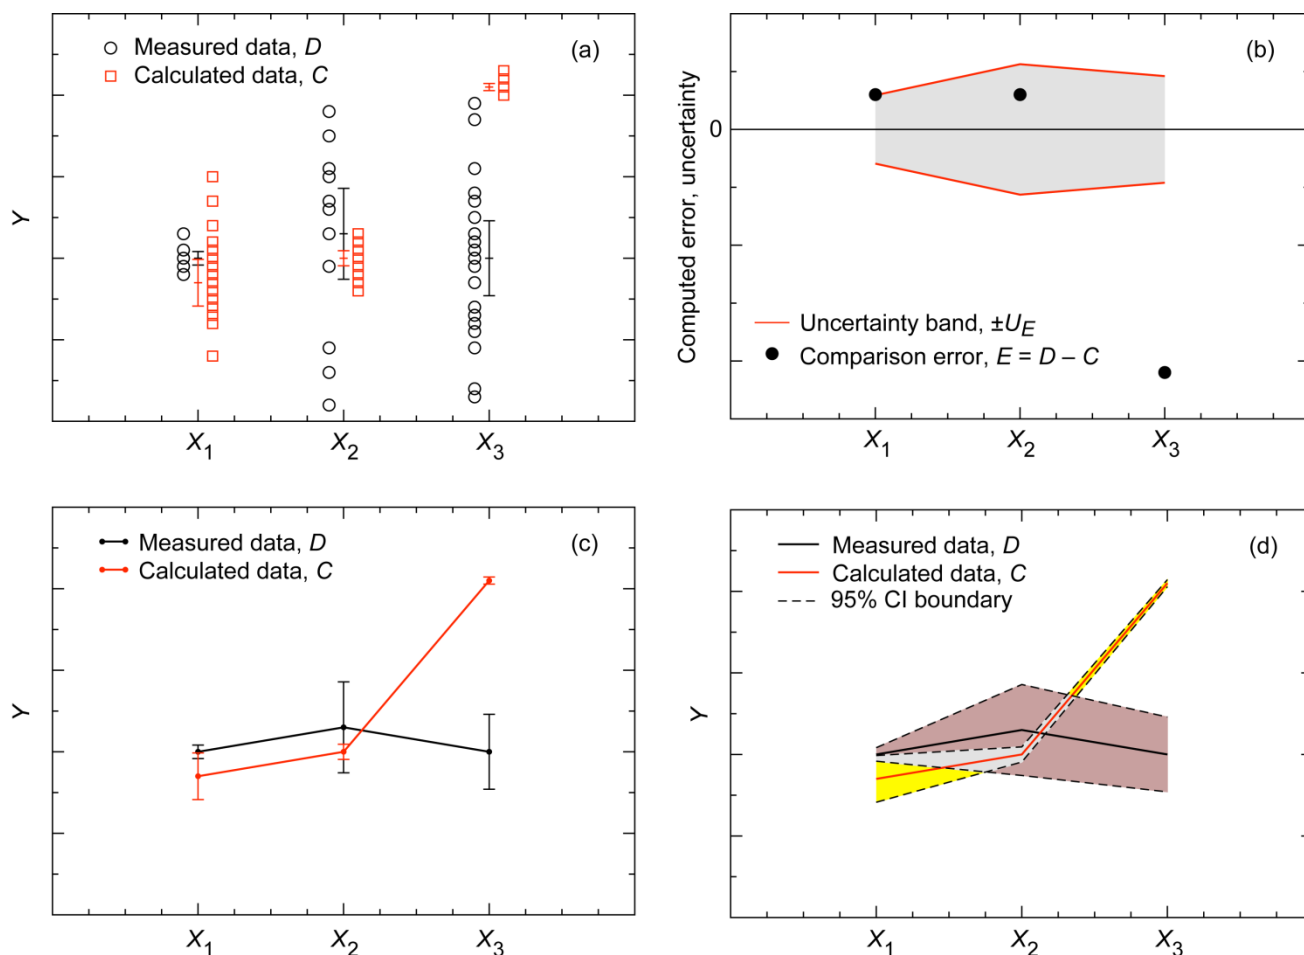 (a)
Measured data, D
Calculated data, C
Y
X1
X2
X3
(b)
Computed error, uncertainty
0
Uncertainty band, ±UE
Comparison error, E = D – C
X1
X2
X3
(c)
Measured data, D
Calculated data, C
Y
X1
X2
X3
(d)
Measured data, D
Calculated data, C
95% CI boundary
Y
X1
X2
X3